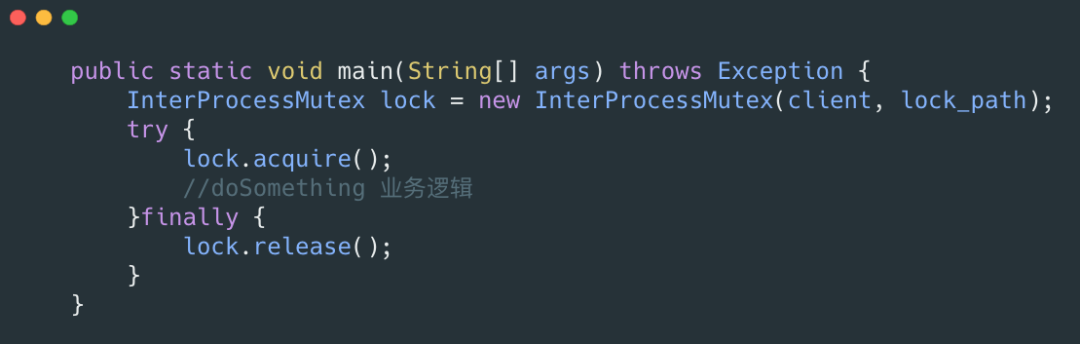 public static void main(String[] args) throws Exception {
    InterProcessMutex lock = new InterProcessMutex(client, lock_path);
    try {
        lock.acquire();
        //doSomething 业务逻辑
    }finally {
        lock.release();
    }
}